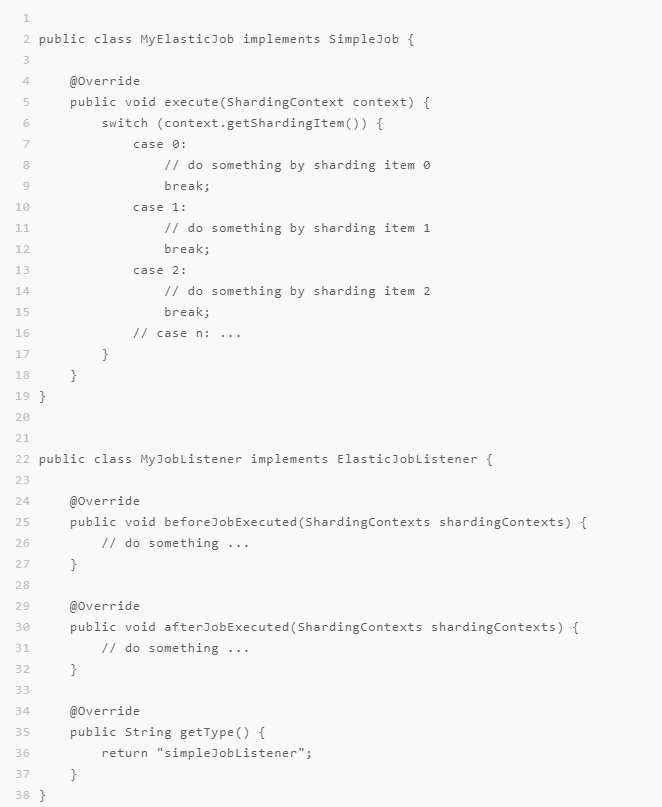 1
2 public class MyElasticJob implements SimpleJob {
3
4     @Override
5     public void execute(ShardingContext context) {
6         switch (context.getShardingItem()) {
7             case 0:
8                 // do something by sharding item 0
9                 break;
10             case 1:
11                 // do something by sharding item 1
12                 break;
13             case 2:
14                 // do something by sharding item 2
15                 break;
16             // case n: ...
17         }
18     }
19 }
20
21
22 public class MyJobListener implements ElasticJobListener {
23
24     @Override
25     public void beforeJobExecuted(ShardingContexts shardingContexts) {
26         // do something ...
27     }
28
29     @Override
30     public void afterJobExecuted(ShardingContexts shardingContexts) {
31         // do something ...
32     }
33
34     @Override
35     public String getType() {
36         return "simpleJobListener";
37     }
38 }